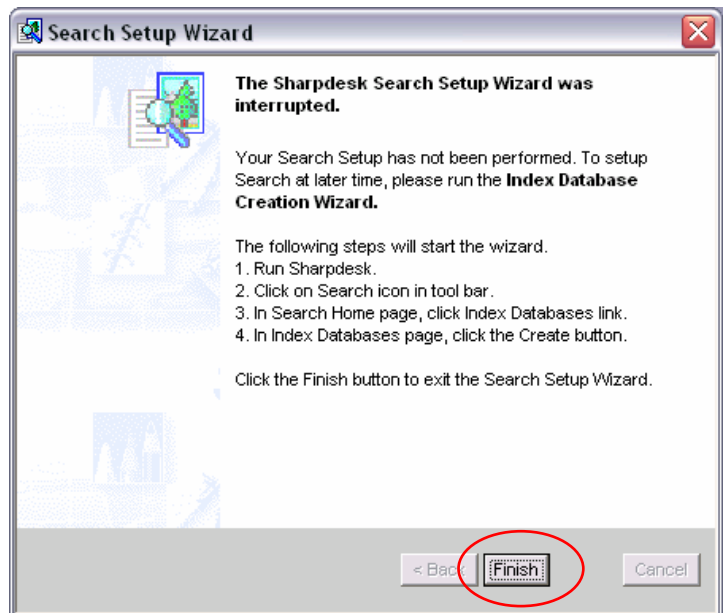 Search Setup Wizard
The Sharpdesk Search Setup Wizard was
interrupted.
Your Search Setup has not been performed. To setup
Search at later time, please run the Index Database
Creation Wizard.
The following steps will start the wizard.
1. Run Sharpdesk.
2. Click on Search icon in tool bar.
3. In Search Home page, click Index Databases link.
4. In Index Databases page, click the Create button.
Click the Finish button to exit the Search Setup Wizard.
< Back Finish Cancel